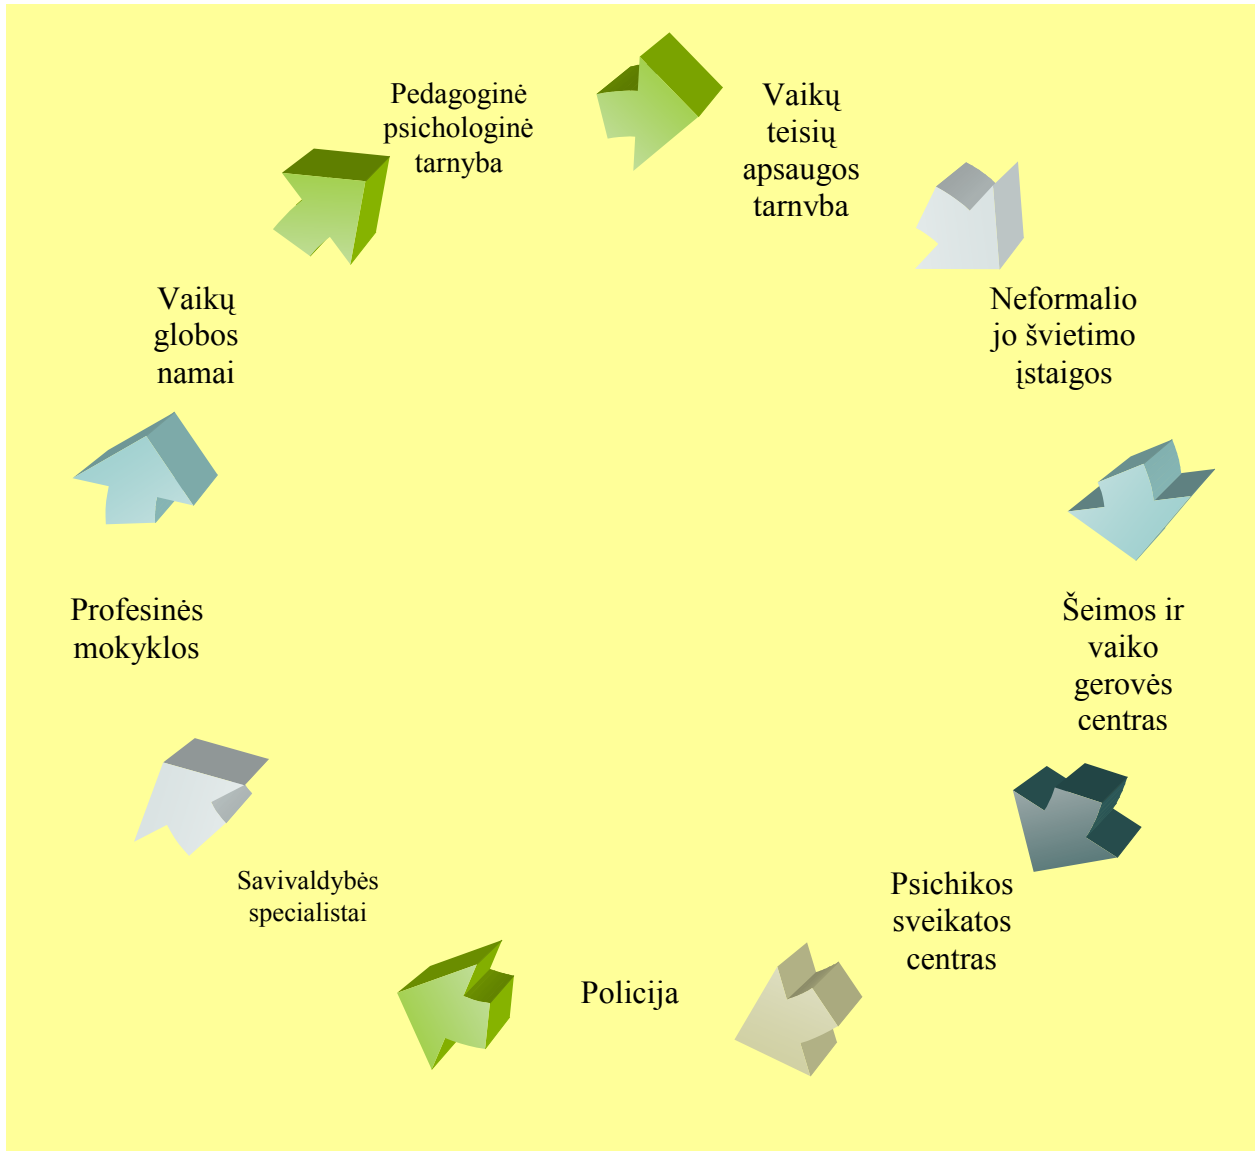 Pedagoginė
psichologinė
tarnyba
Vaikų
teisių
apsaugos
tarnyba
Neformalio
jo švietimo
įstaigos
Šeimos ir
vaiko
gerovės
centras
Psichikos
sveikatos
centras
Policija
Savivaldybės
specialistai
Profesinės
mokyklos
Vaikų
globos
namai